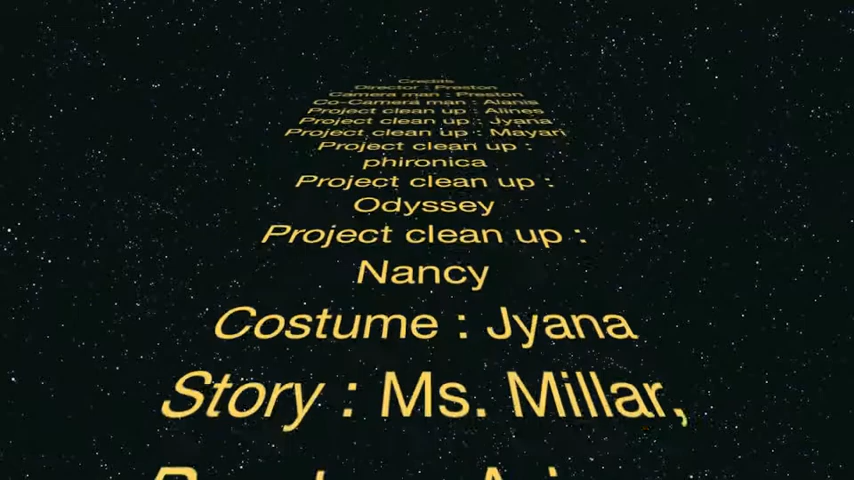 Credits
Director : Preston
Camera man : Preston
Co-Camera man : Alanis
Project clean up :
Project clean up : Jyana
Project clean up : Mayari
Project clean up :
phironica
Project clean up :
Odyssey
Project clean up :
Nancy
Costume : Jyana
Story : Ms. Millar,